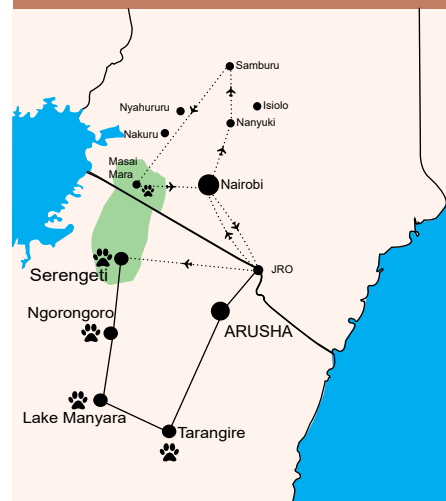 Samburu
Nyahururu
Isiolo
Nanyuki
Nakuru
Masai
Mara
Nairobi
JRO
Serengeti
Ngorongoro
ARUSHA
Lake Manyara
Tarangire